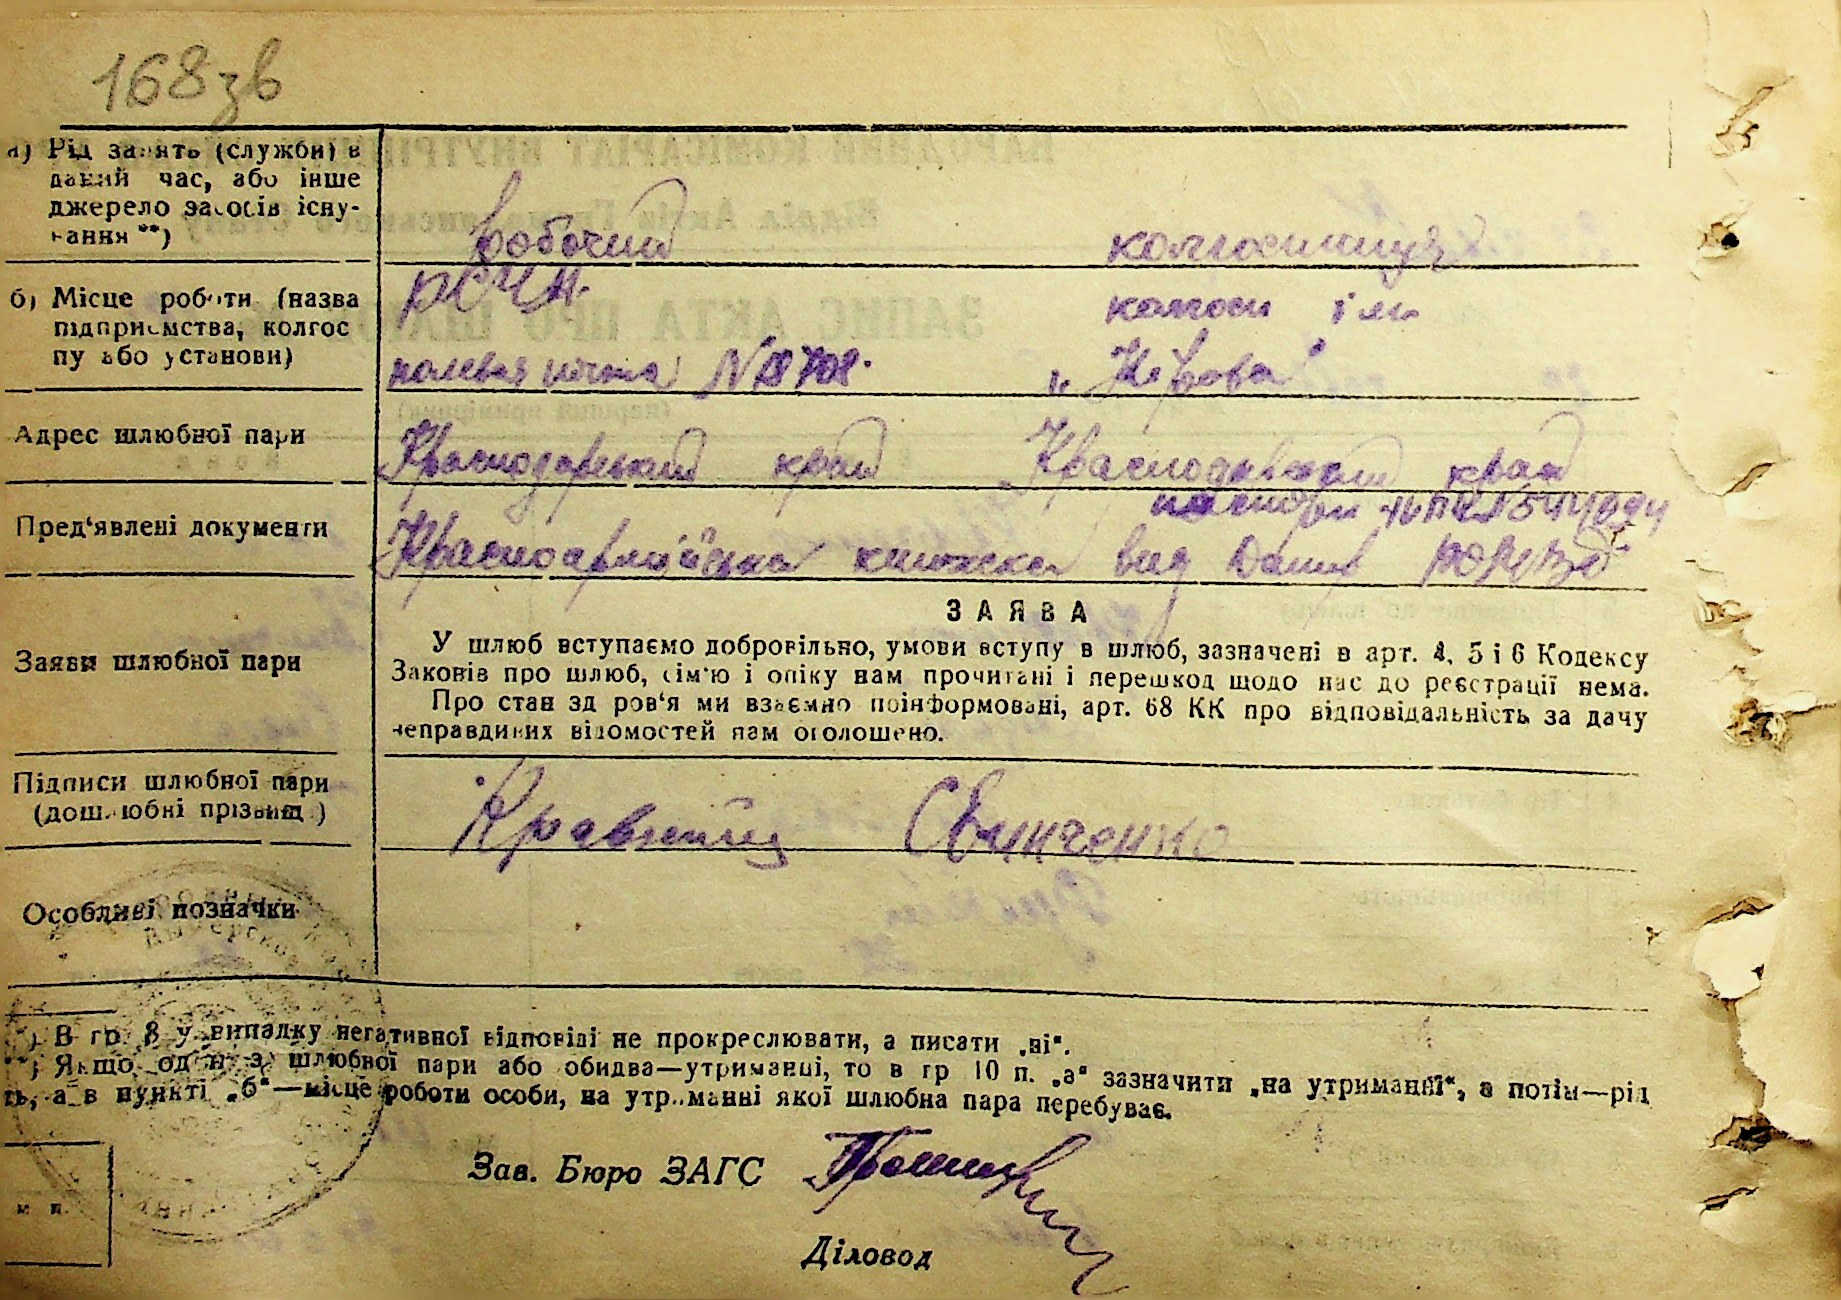 168 зв
а) Рід занять (служби) в
даний час, або інше
джерело засобів існу-
вання **)
робочий
колгоспниця
б) Місце роботи (назва
підприємства, колгос
пу або установи)
РСЧА.
полевая почта N 18708.
колгосп ім.
„Кірова"
Адрес шлюбної пари
Краснодарський край
Краснодарський край
Пред'явлені документи
паспорт
Красноармійська книжка
Заяви шлюбної пари
ЗАЯВА
У шлюб вступаємо добровільно, умови вступу в шлюб, зазначені в арт. 4, 5 і 6 Кодексу
Законів про шлюб, сім'ю і опіку нам прочитані і перешкод щодо нас до реєстрації нема.
Про стан здоров'я ми взаємно поінформовані, арт. 68 КК про відповідальність за дачу
неправдивих відомостей нам оголошено.
Підписи шлюбної пари
(дошлюбні прізвищ.)
Свинченко
Особливі позначки
*) В гр. 8 у випадку негативної відповіді не прокреслювати, а писати „ні".
**) Якщо один з шлюбної пари або обидва—утриманці, то в гр 10 п. „а" зазначити „на утриманні", а потім—рід
ть, а в пункті „б"—місце роботи особи, на утриманні якої шлюбна пара перебуває.
Зав. Бюро ЗАГС
Діловод
м. п.